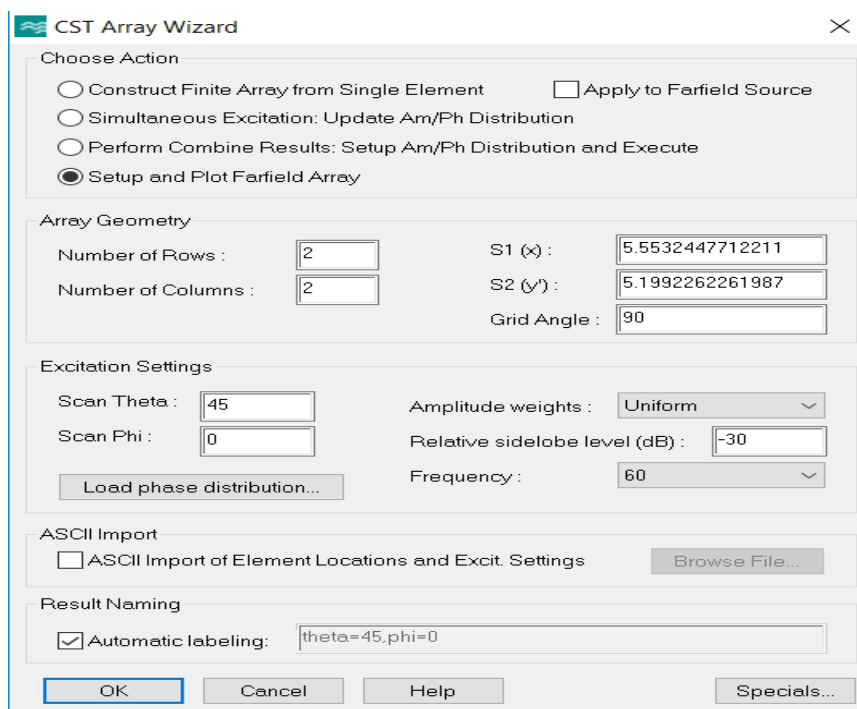 CST Array Wizard
Choose Action
Construct Finite Array from Single Element Apply to Farfield Source
Simultaneous Excitation: Update Am/Ph Distribution
Perform Combine Results: Setup Am/Ph Distribution and Execute
Setup and Plot Farfield Array
Array Geometry
Number of Rows : 2 S1 (x) : 5.5532447712211
Number of Columns : 2 S2 (y') : 5.1992262261987
Grid Angle : 90
Excitation Settings
Scan Theta : 45 Amplitude weights : Uniform
Scan Phi : 0 Relative sidelobe level (dB) : -30
Load phase distribution... Frequency : 60
ASCII Import
ASCII Import of Element Locations and Excit. Settings Browse File...
Result Naming
Automatic labeling: theta=45,phi=0
OK Cancel Help Specials...